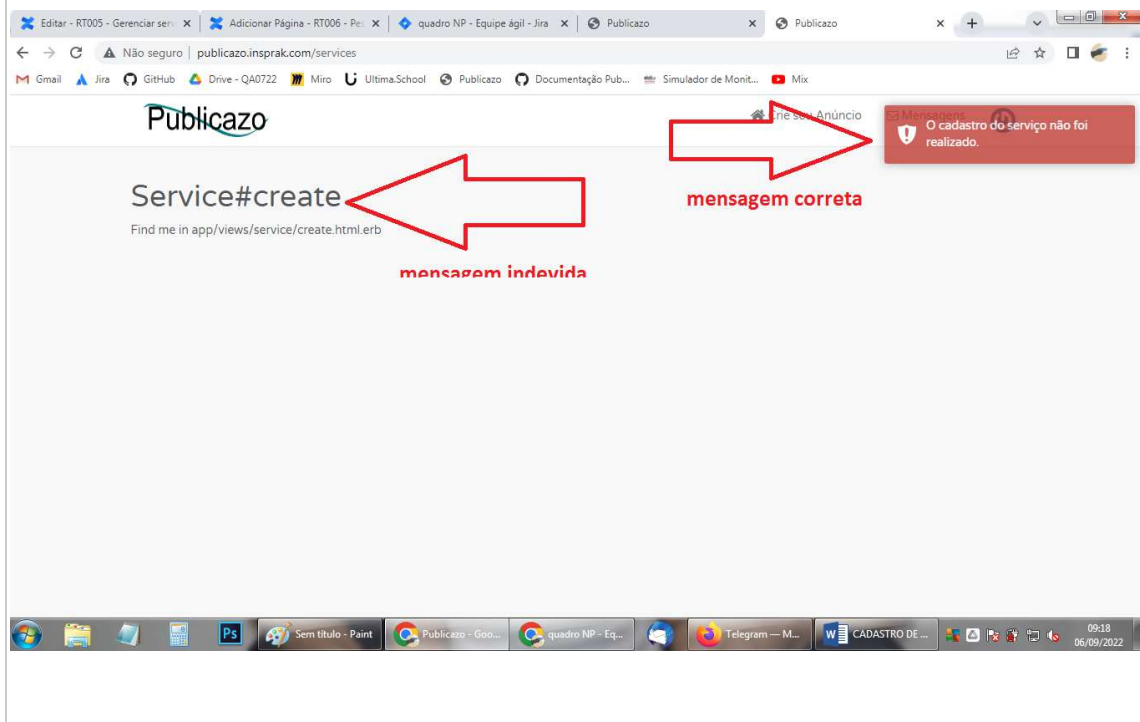 Editar - RT005 - Gerenciar serv
Adicionar Página - RT006 - Pes
quadro NP - Equipe ágil - Jira
Publicazo
Publicazo
Não seguro | publicazo.insprak.com/services
Gmail
Jira
GitHub
Drive - QA0722
Miro
Ultima.School
Publicazo
Documentação Pub...
Simulador de Monit...
Mix
Publicazo
Crie seu Anúncio
Mensagens
O cadastro do serviço não foi
realizado.
mensagem correta
Service#create
Find me in app/views/service/create.html.erb
mensagem indevida
Ps
Sem título - Paint
Publicazo - Goo...
quadro NP - Eq...
Telegram — M...
CADASTRO DE ...
09:18
06/09/2022